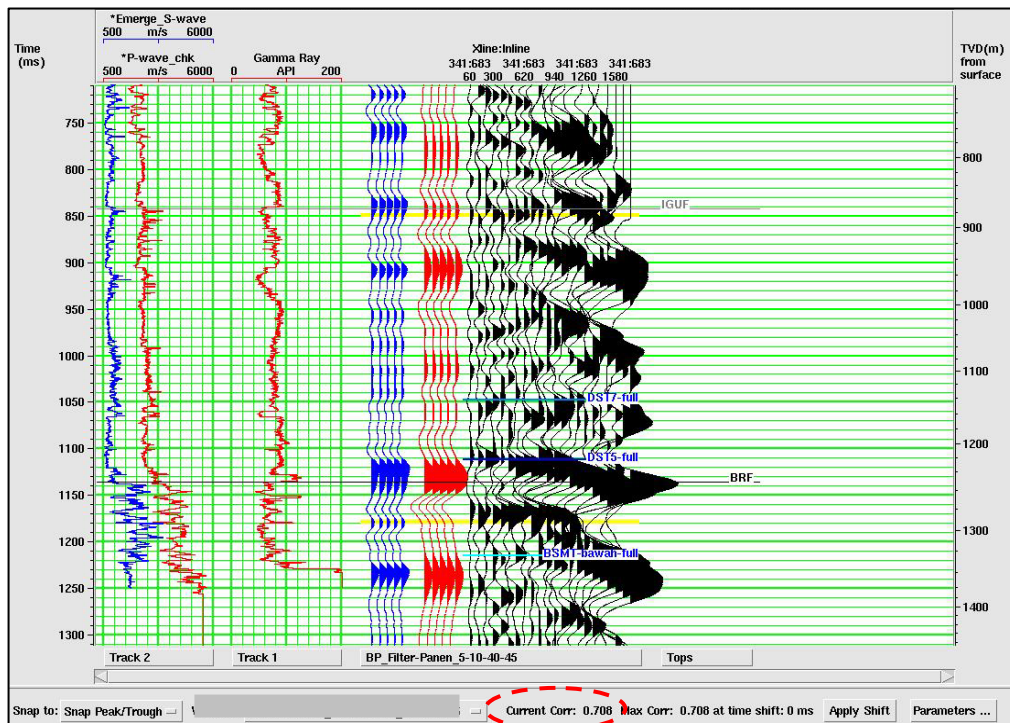 *Emerge_S-wave
500 m/s 6000
Time
(ms)
*P-wave_chk
500 m/s 6000
Gamma Ray
0 API 200
Xline:Inline
341:683 341:683 341:683 341:683
60 300 620 940 1260 1580
TVD(m)
from
surface
750
800
850
900
950
1000
1050
1100
1150
1200
1250
1300
IGUF
DST7-full
DST5-full
BRF_
BSMT-bawah-full
800
900
1000
1100
1200
1300
1400
Track 2
Track 1
BP_Filter-Panen_5-10-40-45
Tops
Snap to: Snap Peak/Trough
Current Corr: 0.708 Max Corr: 0.708 at time shift: 0 ms
Apply Shift
Parameters ...